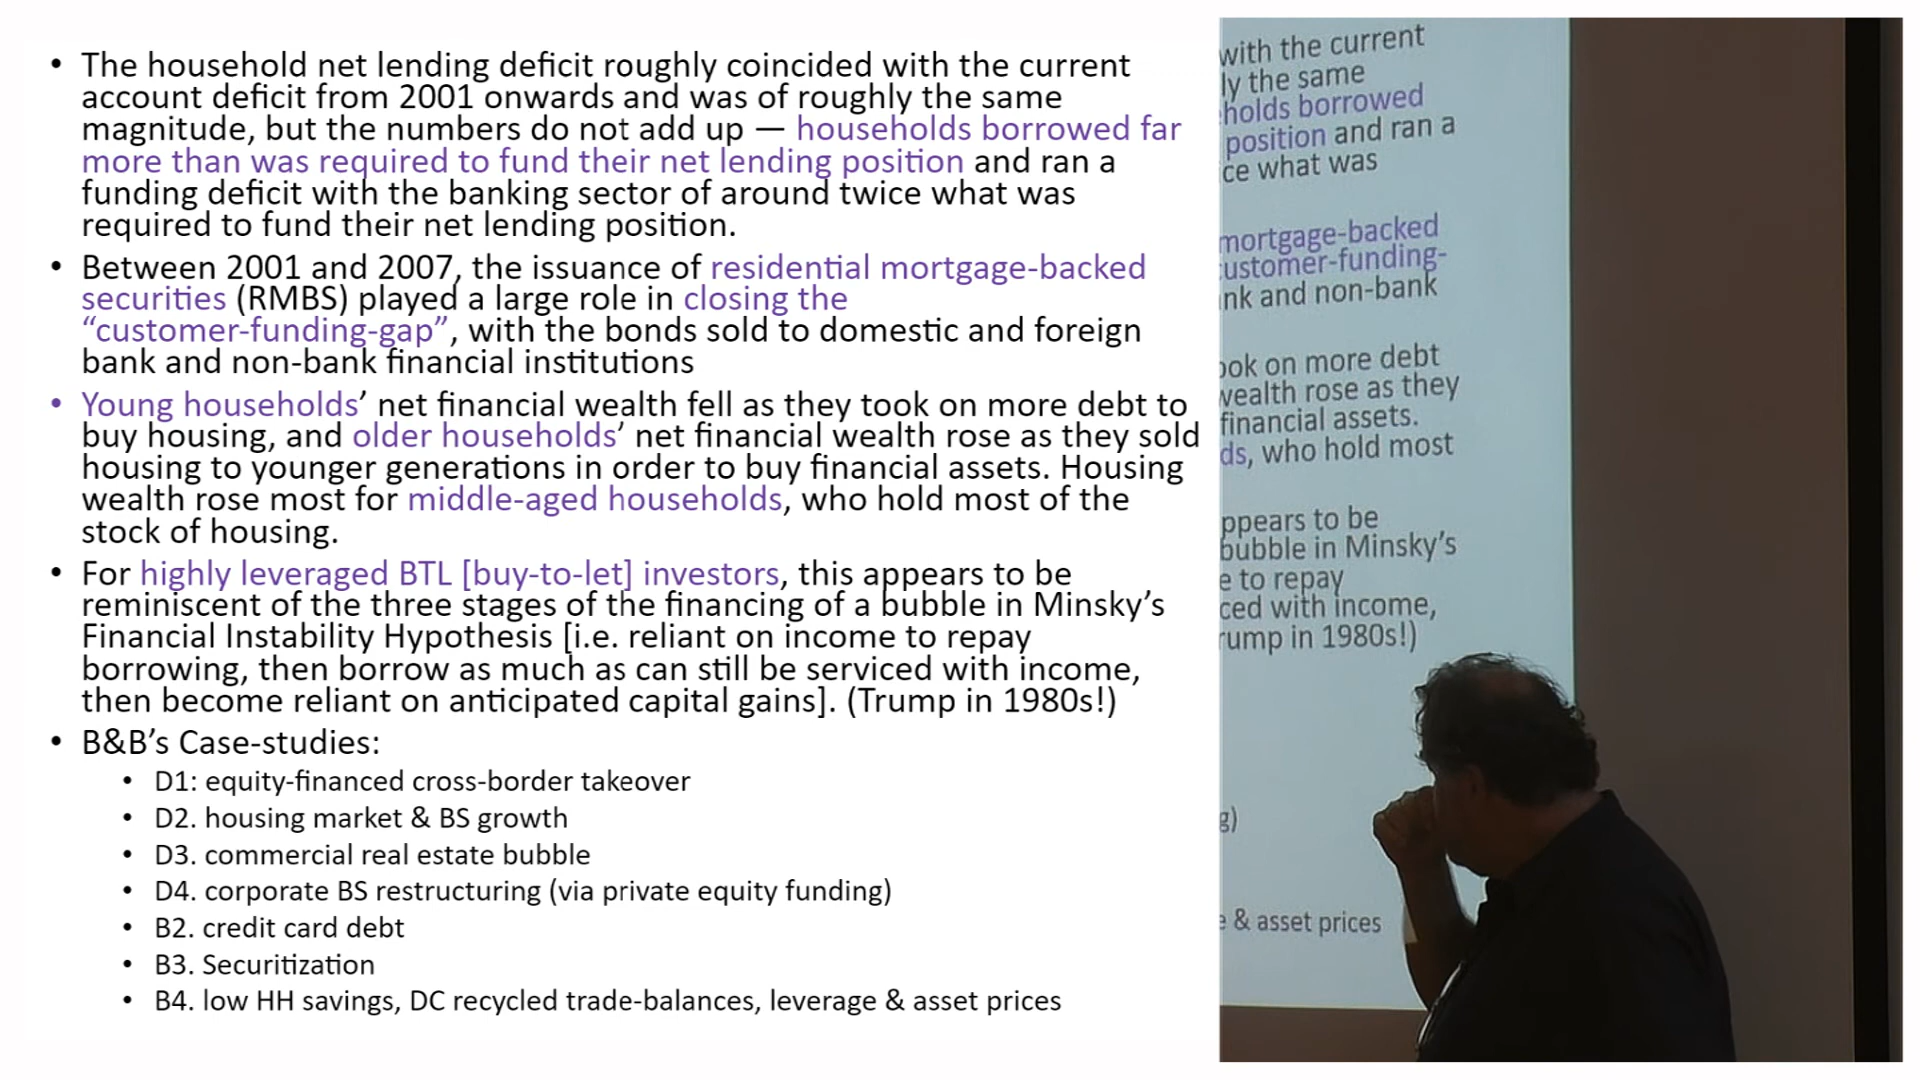 • The household net lending deficit roughly coincided with the current
account deficit from 2001 onwards and was of roughly the same
magnitude, but the numbers do not add up — households borrowed far
more than was required to fund their net lending position and ran a
funding deficit with the banking sector of around twice what was
required to fund their net lending position.
• Between 2001 and 2007, the issuance of residential mortgage-backed
securities (RMBS) played a large role in closing the
“customer-funding-gap”, with the bonds sold to domestic and foreign
bank and non-bank financial institutions
• Young households’ net financial wealth fell as they took on more debt to
buy housing, and older households’ net financial wealth rose as they sold
housing to younger generations in order to buy financial assets. Housing
wealth rose most for middle-aged households, who hold most of the
stock of housing.
• For highly leveraged BTL [buy-to-let] investors, this appears to be
reminiscent of the three stages of the financing of a bubble in Minsky’s
Financial Instability Hypothesis [i.e. reliant on income to repay
borrowing, then borrow as much as can still be serviced with income,
then become reliant on anticipated capital gains]. (Trump in 1980s!)
• B&B’s Case-studies:
• D1: equity-financed cross-border takeover
• D2. housing market & BS growth
• D3. commercial real estate bubble
• D4. corporate BS restructuring (via private equity funding)
• B2. credit card debt
• B3. Securitization
• B4. low HH savings, DC recycled trade-balances, leverage & asset prices
with the current
ly the same
holds borrowed
position and ran a
ce what was
mortgage-backed
ustomer-funding-
nk and non-bank
ook on more debt
wealth rose as they
financial assets.
ds, who hold most
ppears to be
bubble in Minsky’s
e to repay
ced with income,
rump in 1980s!)
g)
e & asset prices